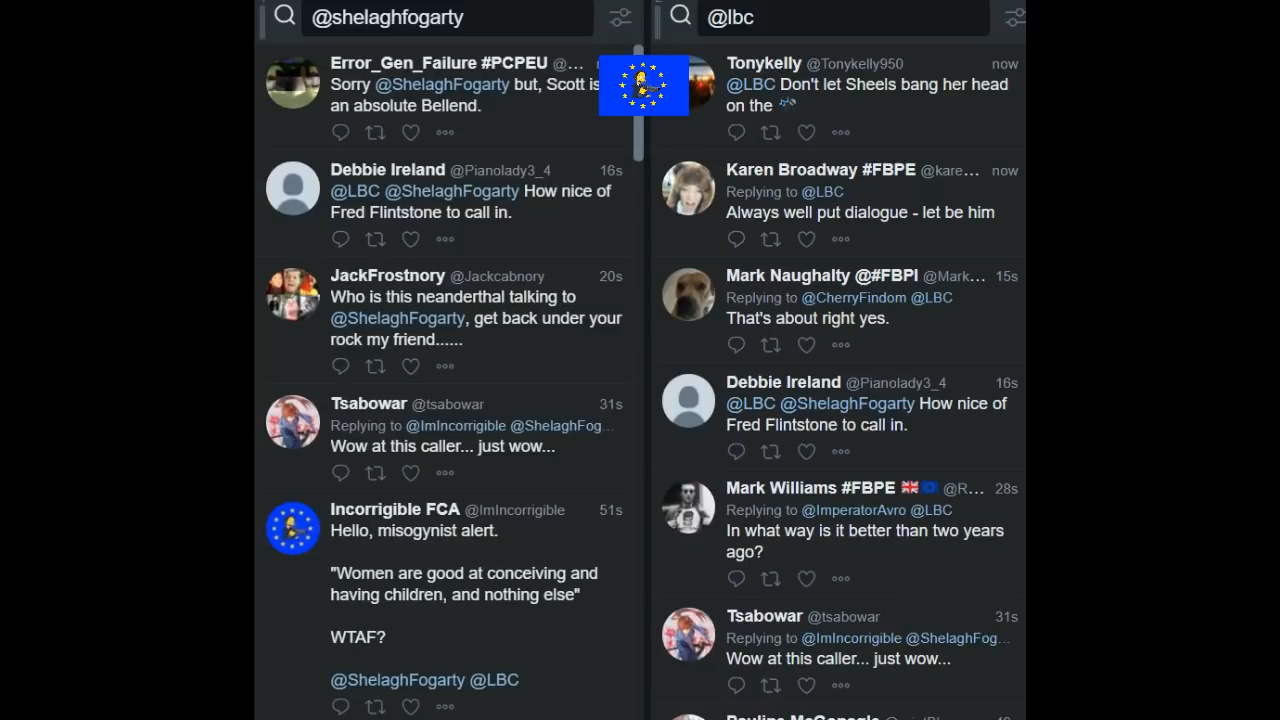 @shelaghfogarty
Error_Gen_Failure #PCPEU @...
Sorry @ShelaghFogarty but, Scott is
an absolute Bellend.
Debbie Ireland @Pianolady3_4 16s
@LBC @ShelaghFogarty How nice of
Fred Flintstone to call in.
JackFrostnory @Jackcabnory 20s
Who is this neanderthal talking to
@ShelaghFogarty, get back under your
rock my friend......
Tsabowar @tsabowar 31s
Replying to @ImIncorrigible @ShelaghFog...
Wow at this caller... just wow...
Incorrigible FCA @ImIncorrigible 51s
Hello, misogynist alert.
"Women are good at conceiving and
having children, and nothing else"
WTAF?
@ShelaghFogarty @LBC
@lbc
Tonykelly @Tonykelly950 now
@LBC Don't let Sheels bang her head
on the 🎶
Karen Broadway #FBPE @kare... now
Replying to @LBC
Always well put dialogue - let be him
Mark Naughalty @#FBPI @Mark... 15s
Replying to @CherryFindom @LBC
That's about right yes.
Debbie Ireland @Pianolady3_4 16s
@LBC @ShelaghFogarty How nice of
Fred Flintstone to call in.
Mark Williams #FBPE 🇬🇧🇪🇺 @R... 28s
Replying to @ImperatorAvro @LBC
In what way is it better than two years
ago?
Tsabowar @tsabowar 31s
Replying to @ImIncorrigible @ShelaghFog...
Wow at this caller... just wow...